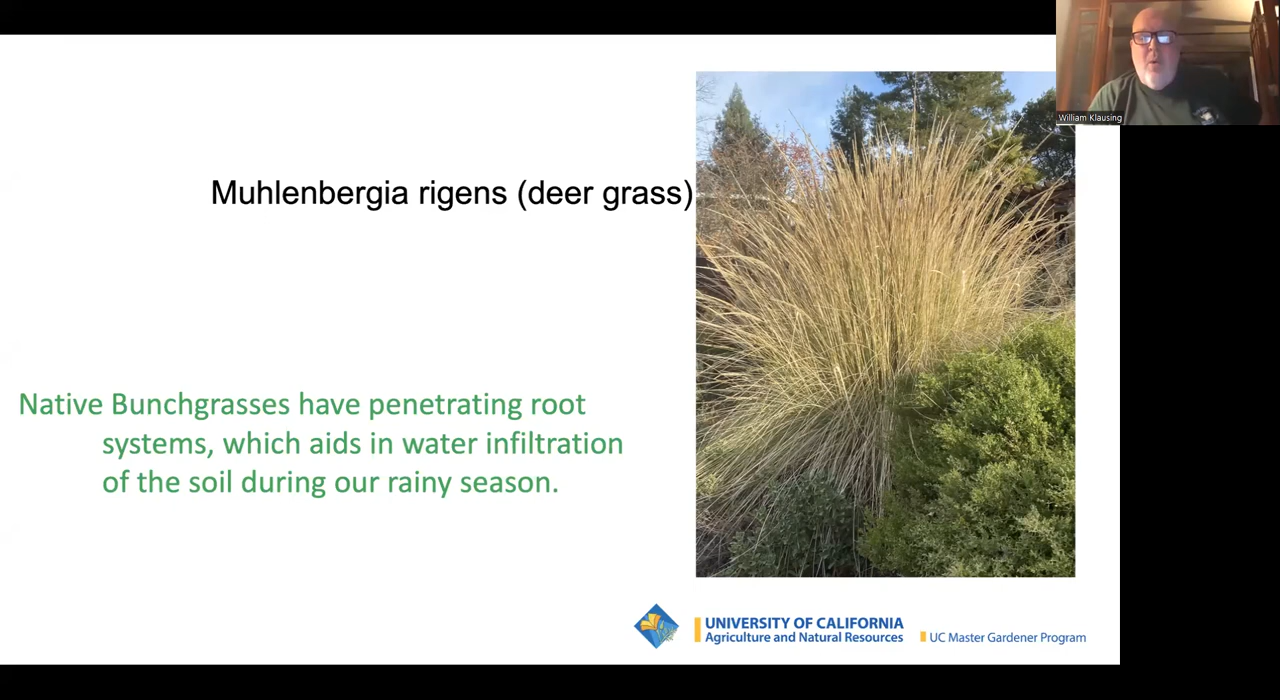 William Klausing
Muhlenbergia rigens (deer grass)
Native Bunchgrasses have penetrating root
systems, which aids in water infiltration
of the soil during our rainy season.
UNIVERSITY OF CALIFORNIA
Agriculture and Natural Resources
UC Master Gardener Program